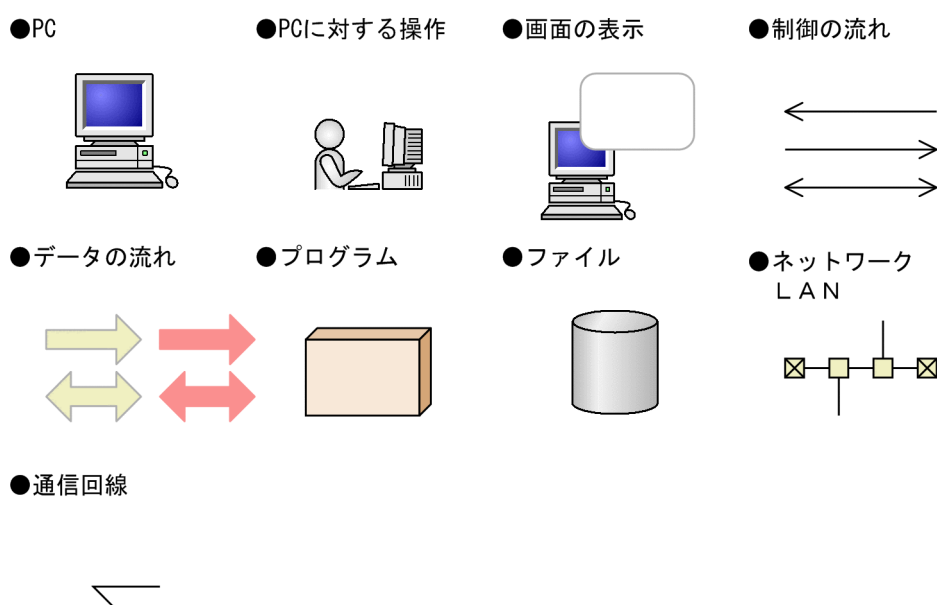 ●PC
●PCに対する操作
●画面の表示
●制御の流れ
●データの流れ
●プログラム
●ファイル
●ネットワーク
ＬＡＮ
●通信回線